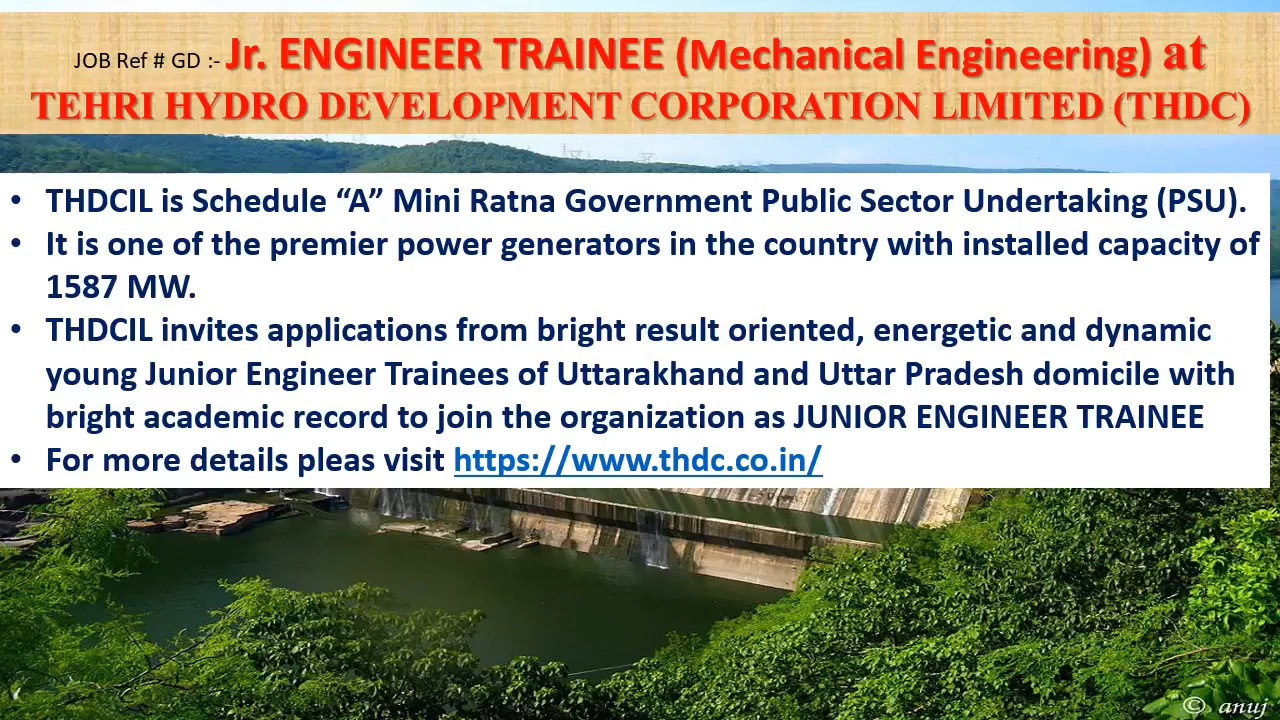 JOB Ref # GD :- Jr. ENGINEER TRAINEE (Mechanical Engineering) at
TEHRI HYDRO DEVELOPMENT CORPORATION LIMITED (THDC)
• THDCIL is Schedule “A” Mini Ratna Government Public Sector Undertaking (PSU).
• It is one of the premier power generators in the country with installed capacity of
1587 MW.
• THDCIL invites applications from bright result oriented, energetic and dynamic
young Junior Engineer Trainees of Uttarakhand and Uttar Pradesh domicile with
bright academic record to join the organization as JUNIOR ENGINEER TRAINEE
• For more details pleas visit https://www.thdc.co.in/
© anuj